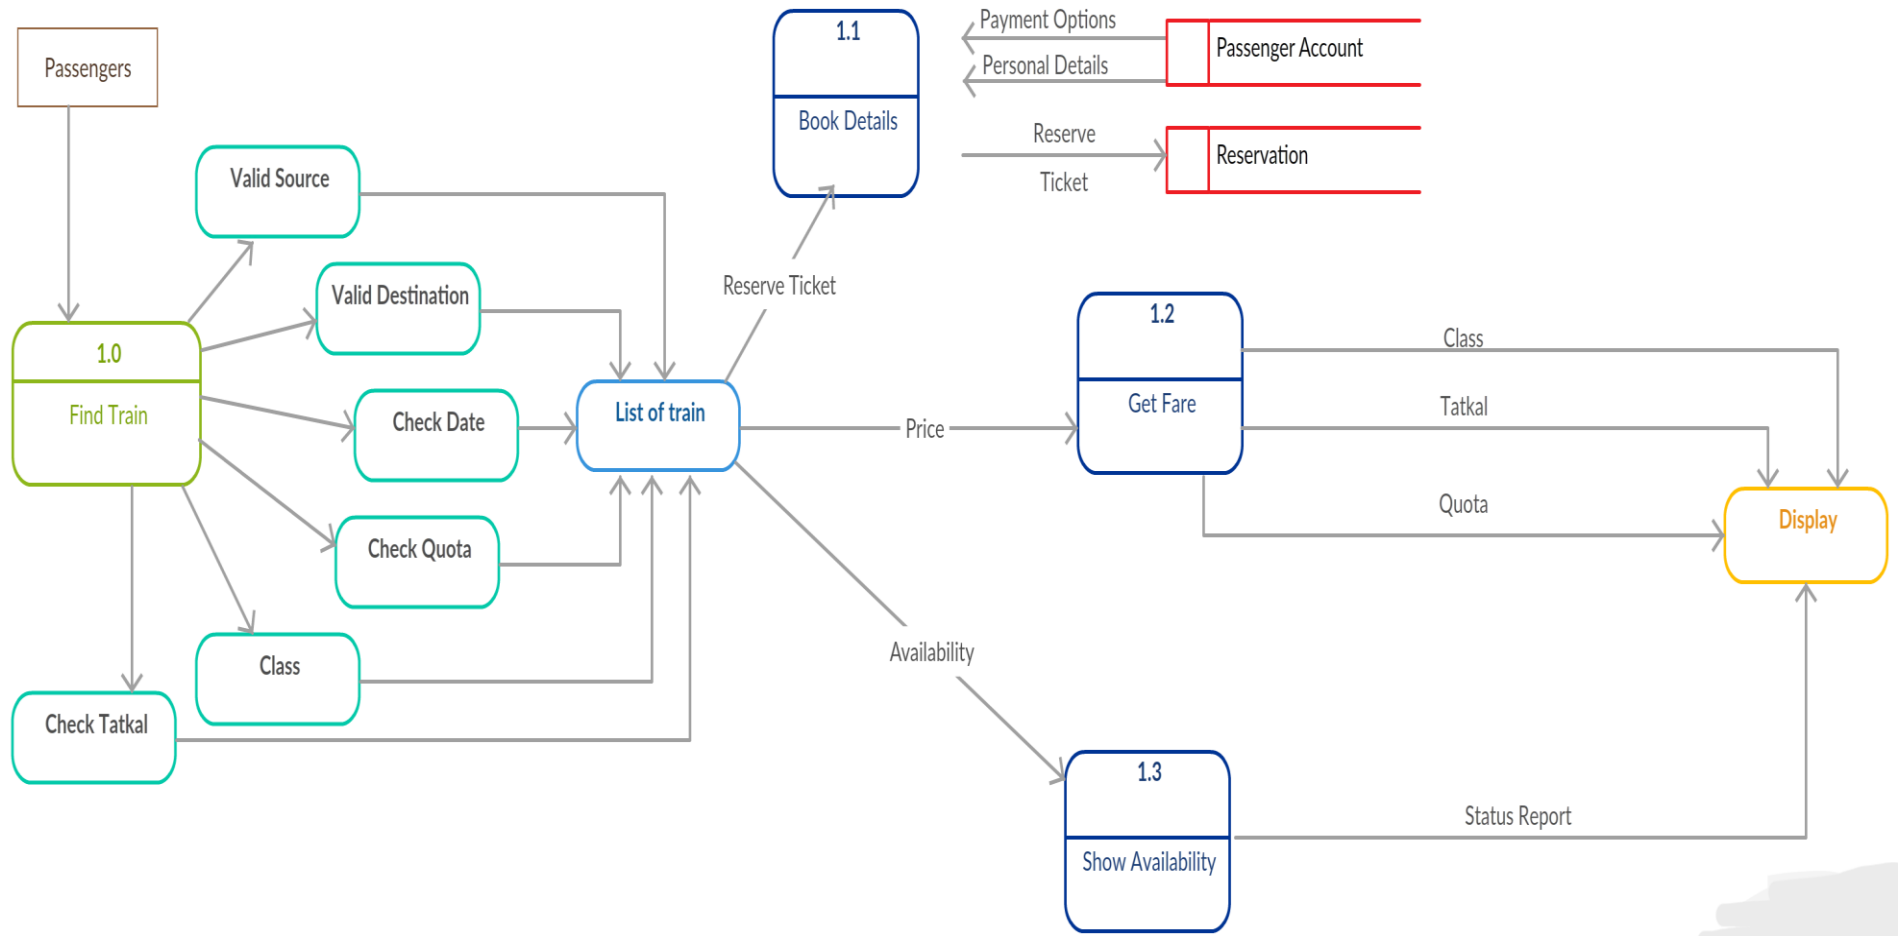 Passengers
1.0
Find Train
Valid Source
Valid Destination
Check Date
Check Quota
Class
Check Tatkal
List of train
Reserve Ticket
Price
Availability
1.1
Book Details
Payment Options
Personal Details
Passenger Account
Reserve
Ticket
Reservation
1.2
Get Fare
Class
Tatkal
Quota
Display
1.3
Show Availability
Status Report